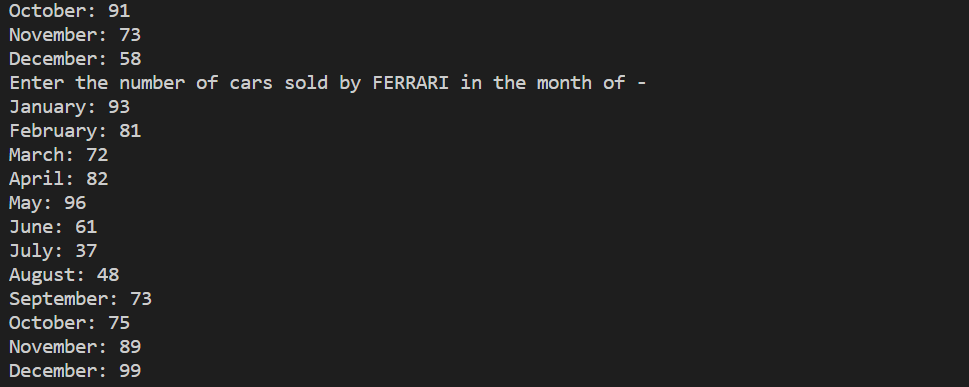 October: 91
November: 73
December: 58
Enter the number of cars sold by FERRARI in the month of -
January: 93
February: 81
March: 72
April: 82
May: 96
June: 61
July: 37
August: 48
September: 73
October: 75
November: 89
December: 99